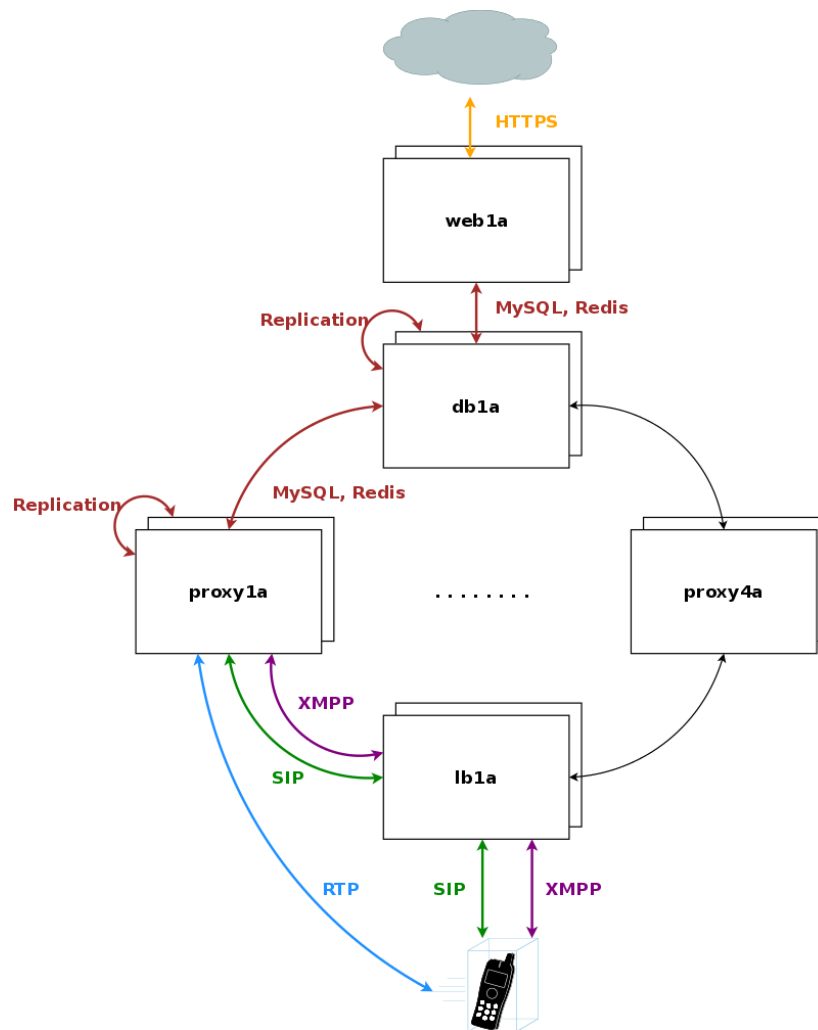 HTTPS
web1a
MySQL, Redis
Replication
db1a
MySQL, Redis
Replication
proxy1a
........
proxy4a
XMPP
SIP
lb1a
RTP
SIP
XMPP